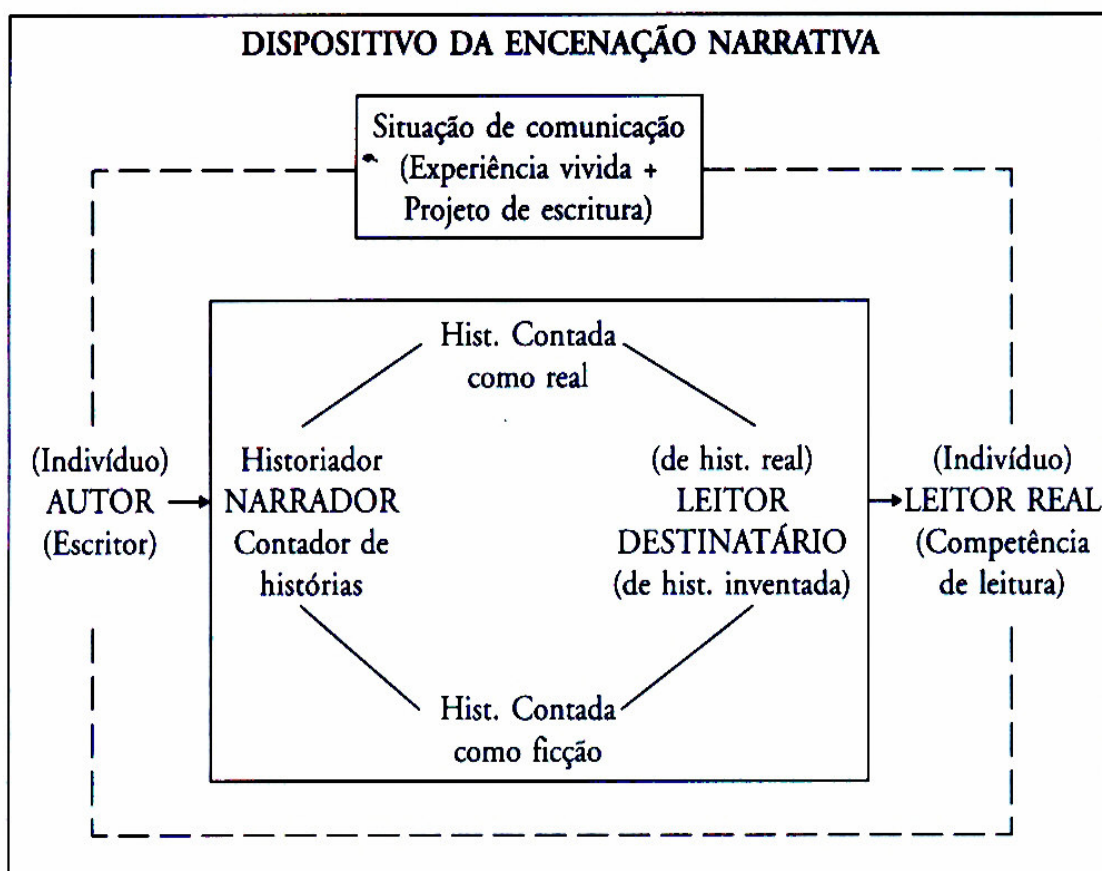 DISPOSITIVO DA ENCENAÇÃO NARRATIVA
Situação de comunicação
(Experiência vivida +
Projeto de escritura)
Hist. Contada
como real
(Indivíduo)
AUTOR
(Escritor)
Historiador
NARRADOR
Contador de
histórias
(de hist. real)
LEITOR
DESTINATÁRIO
(de hist. inventada)
(Indivíduo)
LEITOR REAL
(Competência
de leitura)
Hist. Contada
como ficção